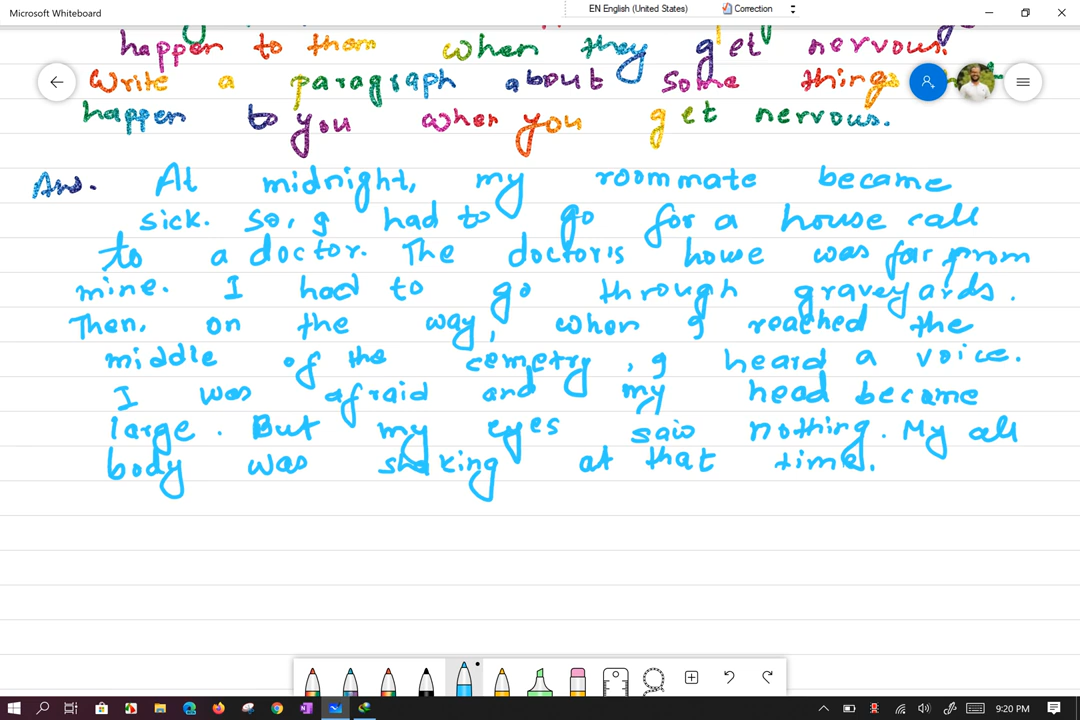 Microsoft Whiteboard
EN English (United States)
Correction
happen to them when they get nervous.
Write a paragraph about some things
happen to you when you get nervous.
Ans. At midnight, my roommate became
sick. So, I had to go for a house call
to a doctor. The doctor's house was far from
mine. I had to go through graveyards.
Then, on the way, when I reached the
middle of the cemetry, I heard a voice.
I was afraid and my head became
large. But my eyes saw nothing. My all
body was shaking at that time.
9:20 PM